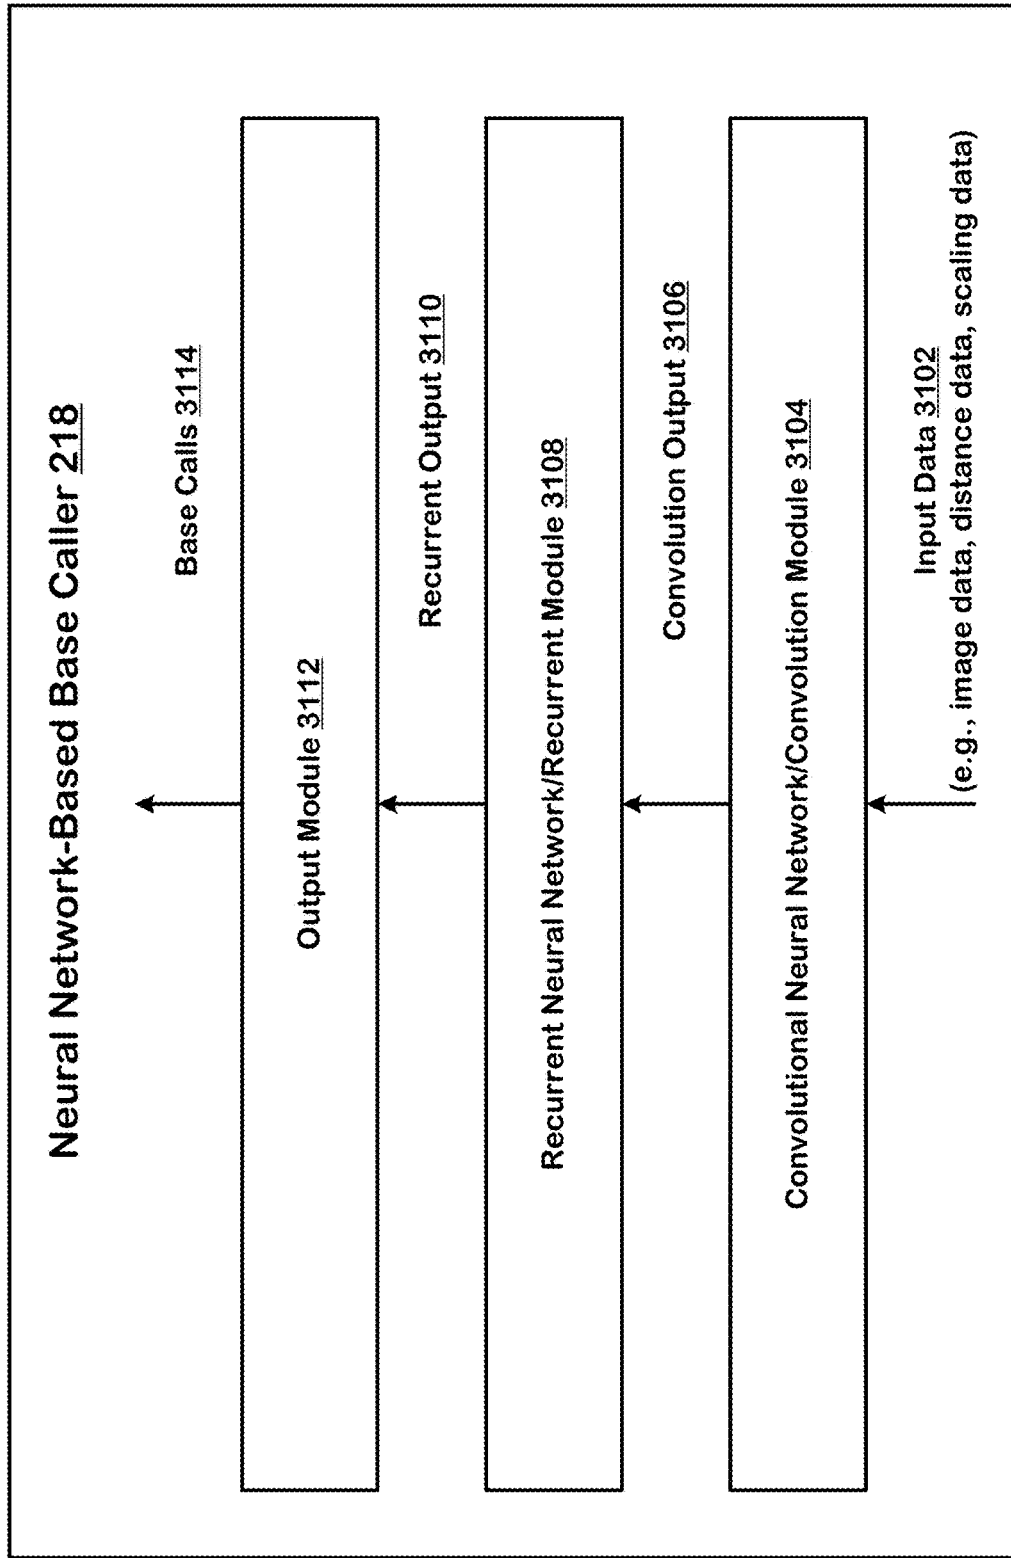 Neural Network-Based Base Caller 218
Base Calls 3114
Output Module 3112
Recurrent Output 3110
Recurrent Neural Network/Recurrent Module 3108
Convolution Output 3106
Convolutional Neural Network/Convolution Module 3104
Input Data 3102
(e.g., image data, distance data, scaling data)